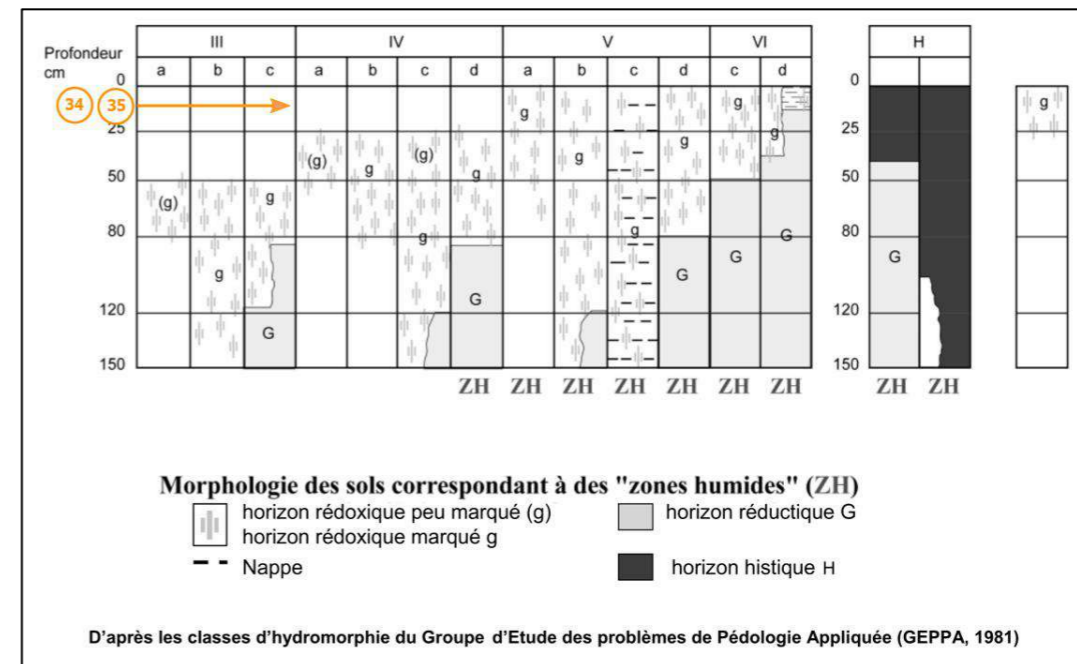 III IV V VI H
Profondeur
cm
a b c a b c d a b c d c d
0 0
34 35
25 25
50 50
80 80
120 120
150 150
g g g g g
(g) (g) g g g g
(g) g g
g g g G G G
G G G
ZH ZH ZH ZH ZH ZH ZH ZH ZH
Morphologie des sols correspondant à des "zones humides" (ZH)
horizon rédoxique peu marqué (g) horizon réductique G
horizon rédoxique marqué g
Nappe horizon histique H
D'après les classes d'hydromorphie du Groupe d'Etude des problèmes de Pédologie Appliquée (GEPPA, 1981)